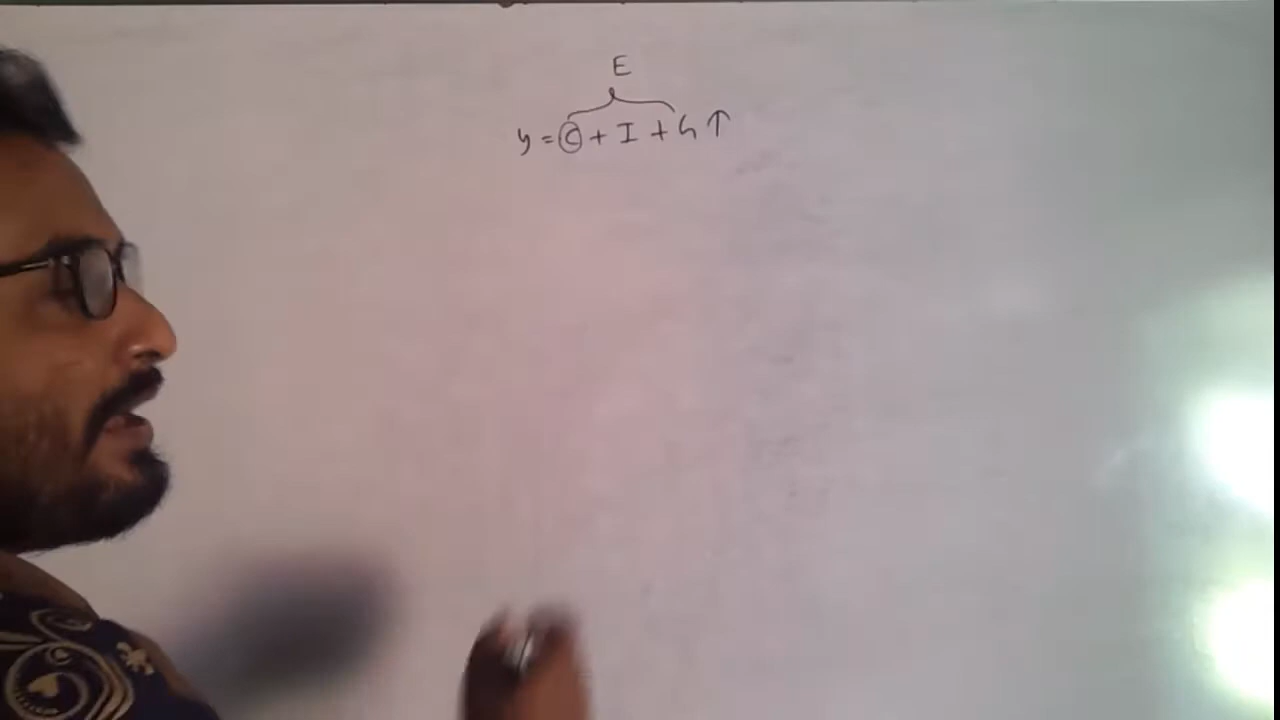 E
y = C + I + G ↑